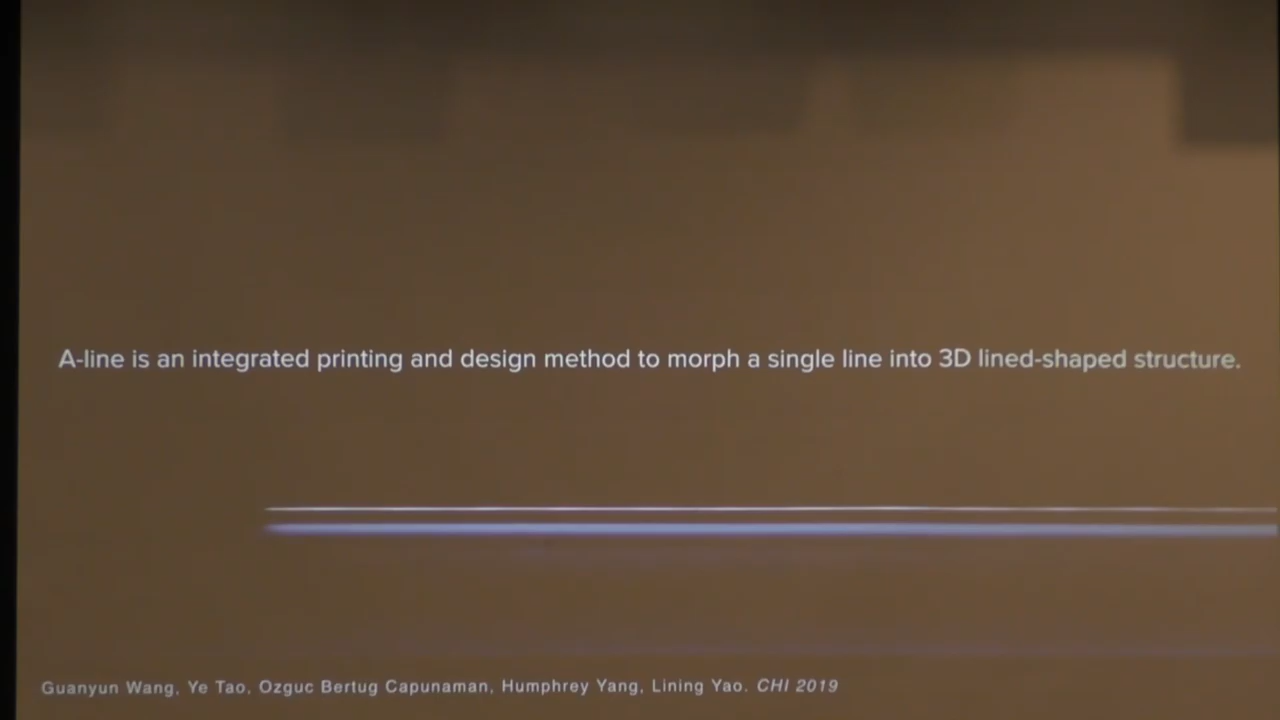 A-line is an integrated printing and design method to morph a single line into 3D lined-shaped structure.
Guanyun Wang, Ye Tao, Ozguc Bertug Capunaman, Humphrey Yang, Lining Yao. CHI 2019